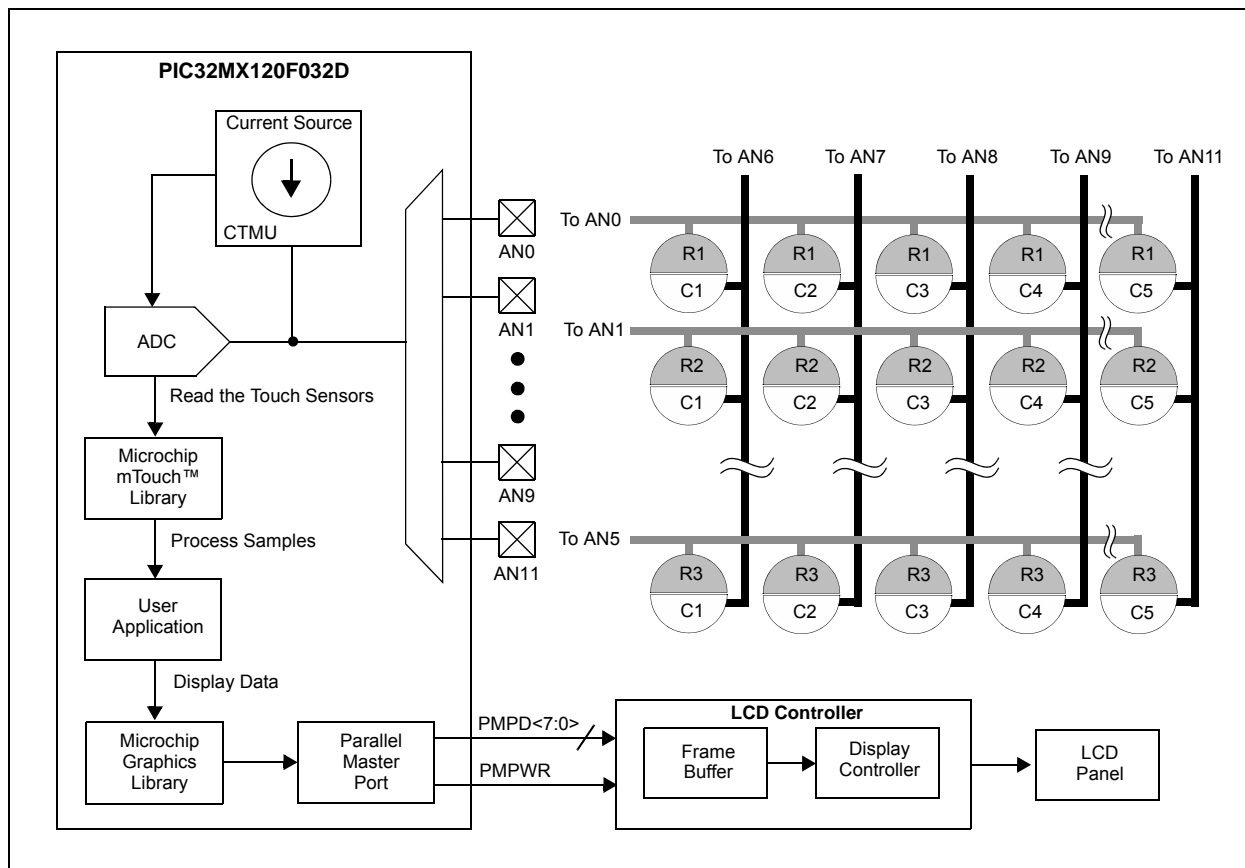 PIC32MX120F032D
Current Source
CTMU
To AN6
To AN7
To AN8
To AN9
To AN11
AN0
To AN0
R1
R1
R1
R1
R1
C1
C2
C3
C4
C5
ADC
AN1
To AN1
R2
R2
R2
R2
R2
C1
C2
C3
C4
C5
Read the Touch Sensors
Microchip
mTouch™
Library
AN9
Process Samples
AN11
To AN5
R3
R3
R3
R3
R3
C1
C2
C3
C4
C5
User
Application
Display Data
Microchip
Graphics
Library
Parallel
Master
Port
PMPD<7:0>
PMPWR
LCD Controller
Frame
Buffer
Display
Controller
LCD
Panel